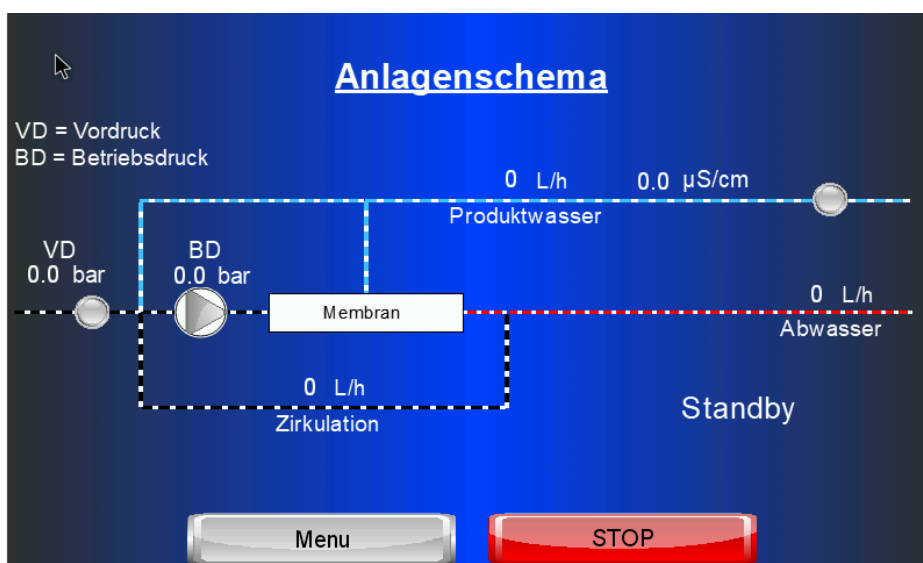 Anlagenschema
VD = Vordruck
BD = Betriebsdruck
0 L/h 0.0 µS/cm
Produktwasser
VD BD
0.0 bar 0.0 bar
0 L/h
Membran
Abwasser
0 L/h
Zirkulation
Standby
Menu STOP